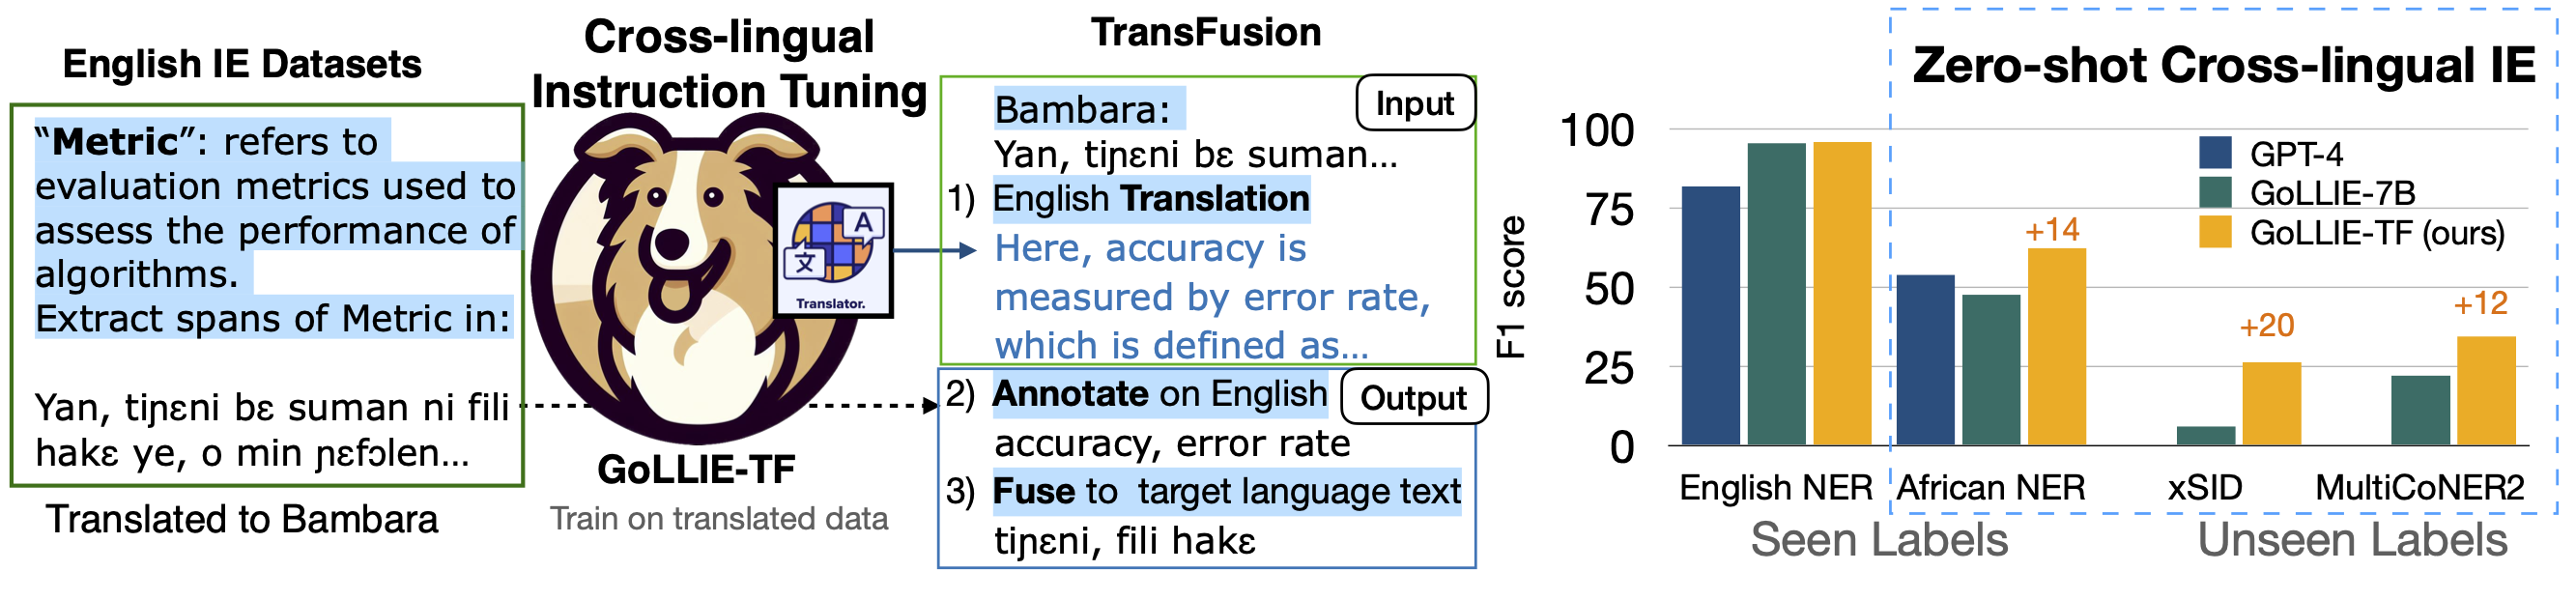 English IE Datasets
“Metric”: refers to
evaluation metrics used to
assess the performance of
algorithms.
Extract spans of Metric in:
Yan, tiɲɛni bɛ suman ni fili
hakɛ ye, o min ɲɛfɔlen...
Translated to Bambara
Cross-lingual
Instruction Tuning
A
文
Translator.
GoLLIE-TF
Train on translated data
TransFusion
Input
Bambara:
Yan, tiɲɛni bɛ suman...
1) English Translation
Here, accuracy is
measured by error rate,
which is defined as...
Output
2) Annotate on English
accuracy, error rate
3) Fuse to target language text
tiɲɛni, fili hakɛ
Zero-shot Cross-lingual IE
F1 score
100
75
50
25
0
GPT-4
GoLLIE-7B
GoLLIE-TF (ours)
+14
+20
+12
English NER
African NER
xSID
MultiCoNER2
Seen Labels
Unseen Labels